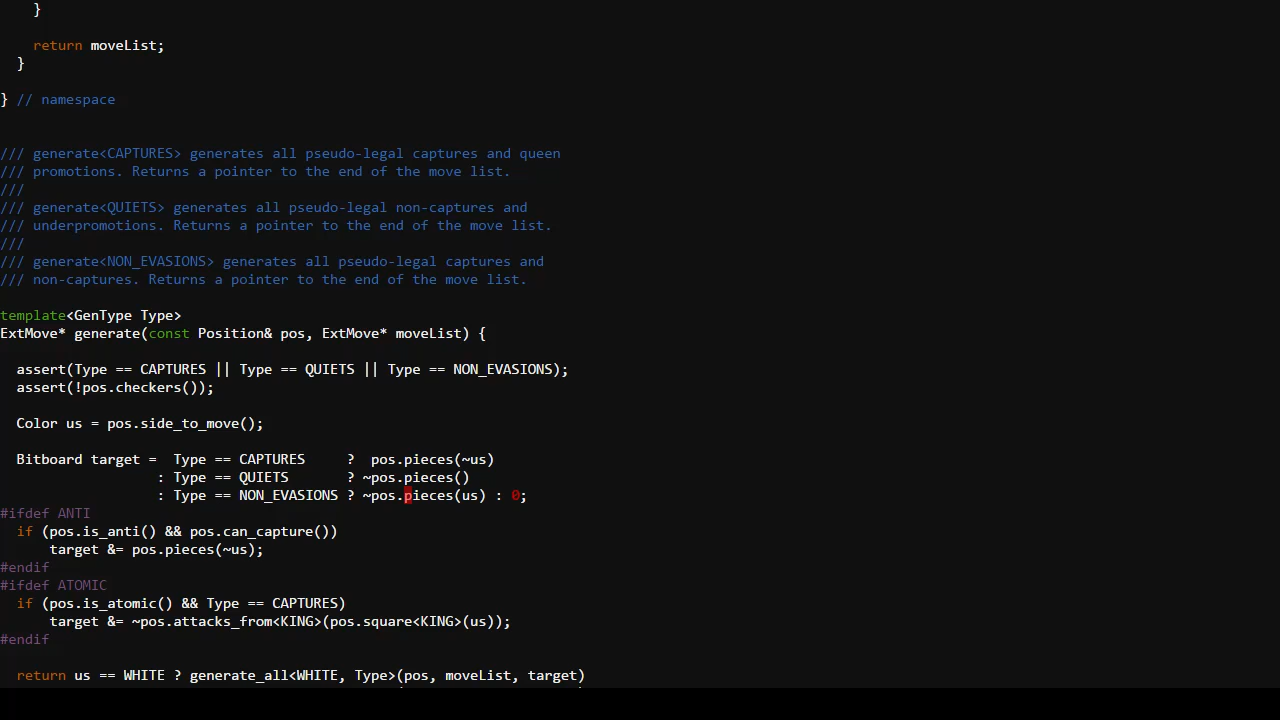 }

    return moveList;
  }

} // namespace


/// generate<CAPTURES> generates all pseudo-legal captures and queen
/// promotions. Returns a pointer to the end of the move list.
///
/// generate<QUIETS> generates all pseudo-legal non-captures and
/// underpromotions. Returns a pointer to the end of the move list.
///
/// generate<NON_EVASIONS> generates all pseudo-legal captures and
/// non-captures. Returns a pointer to the end of the move list.

template<GenType Type>
ExtMove* generate(const Position& pos, ExtMove* moveList) {

  assert(Type == CAPTURES || Type == QUIETS || Type == NON_EVASIONS);
  assert(!pos.checkers());

  Color us = pos.side_to_move();

  Bitboard target =  Type == CAPTURES     ?  pos.pieces(~us)
                   : Type == QUIETS       ? ~pos.pieces()
                   : Type == NON_EVASIONS ? ~pos.pieces(us) : 0;
#ifdef ANTI
  if (pos.is_anti() && pos.can_capture())
      target &= pos.pieces(~us);
#endif
#ifdef ATOMIC
  if (pos.is_atomic() && Type == CAPTURES)
      target &= ~pos.attacks_from<KING>(pos.square<KING>(us));
#endif

  return us == WHITE ? generate_all<WHITE, Type>(pos, moveList, target)